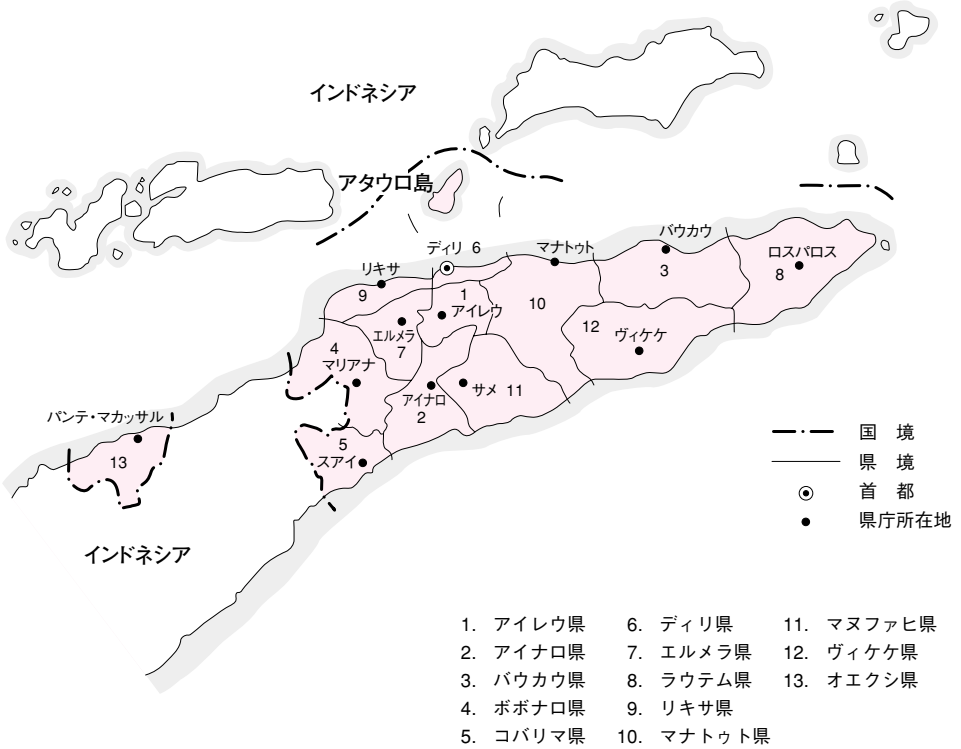 インドネシア
アタウロ島
ディリ 6
マナトゥト
バウカウ
リキサ
ロスパロス
3
8
9
1
10
アイレウ
エルメラ
7
12
ヴィケケ
4
マリアナ
アイナロ
2
サメ 11
パンテ・マカッサル
13
5
スアイ
インドネシア
国 境
県 境
首 都
県庁所在地
1. アイレウ県
2. アイナロ県
3. バウカウ県
4. ボボナロ県
5. コバリマ県
6. ディリ県
7. エルメラ県
8. ラウテム県
9. リキサ県
10. マナトゥト県
11. マヌファヒ県
12. ヴィケケ県
13. オエクシ県